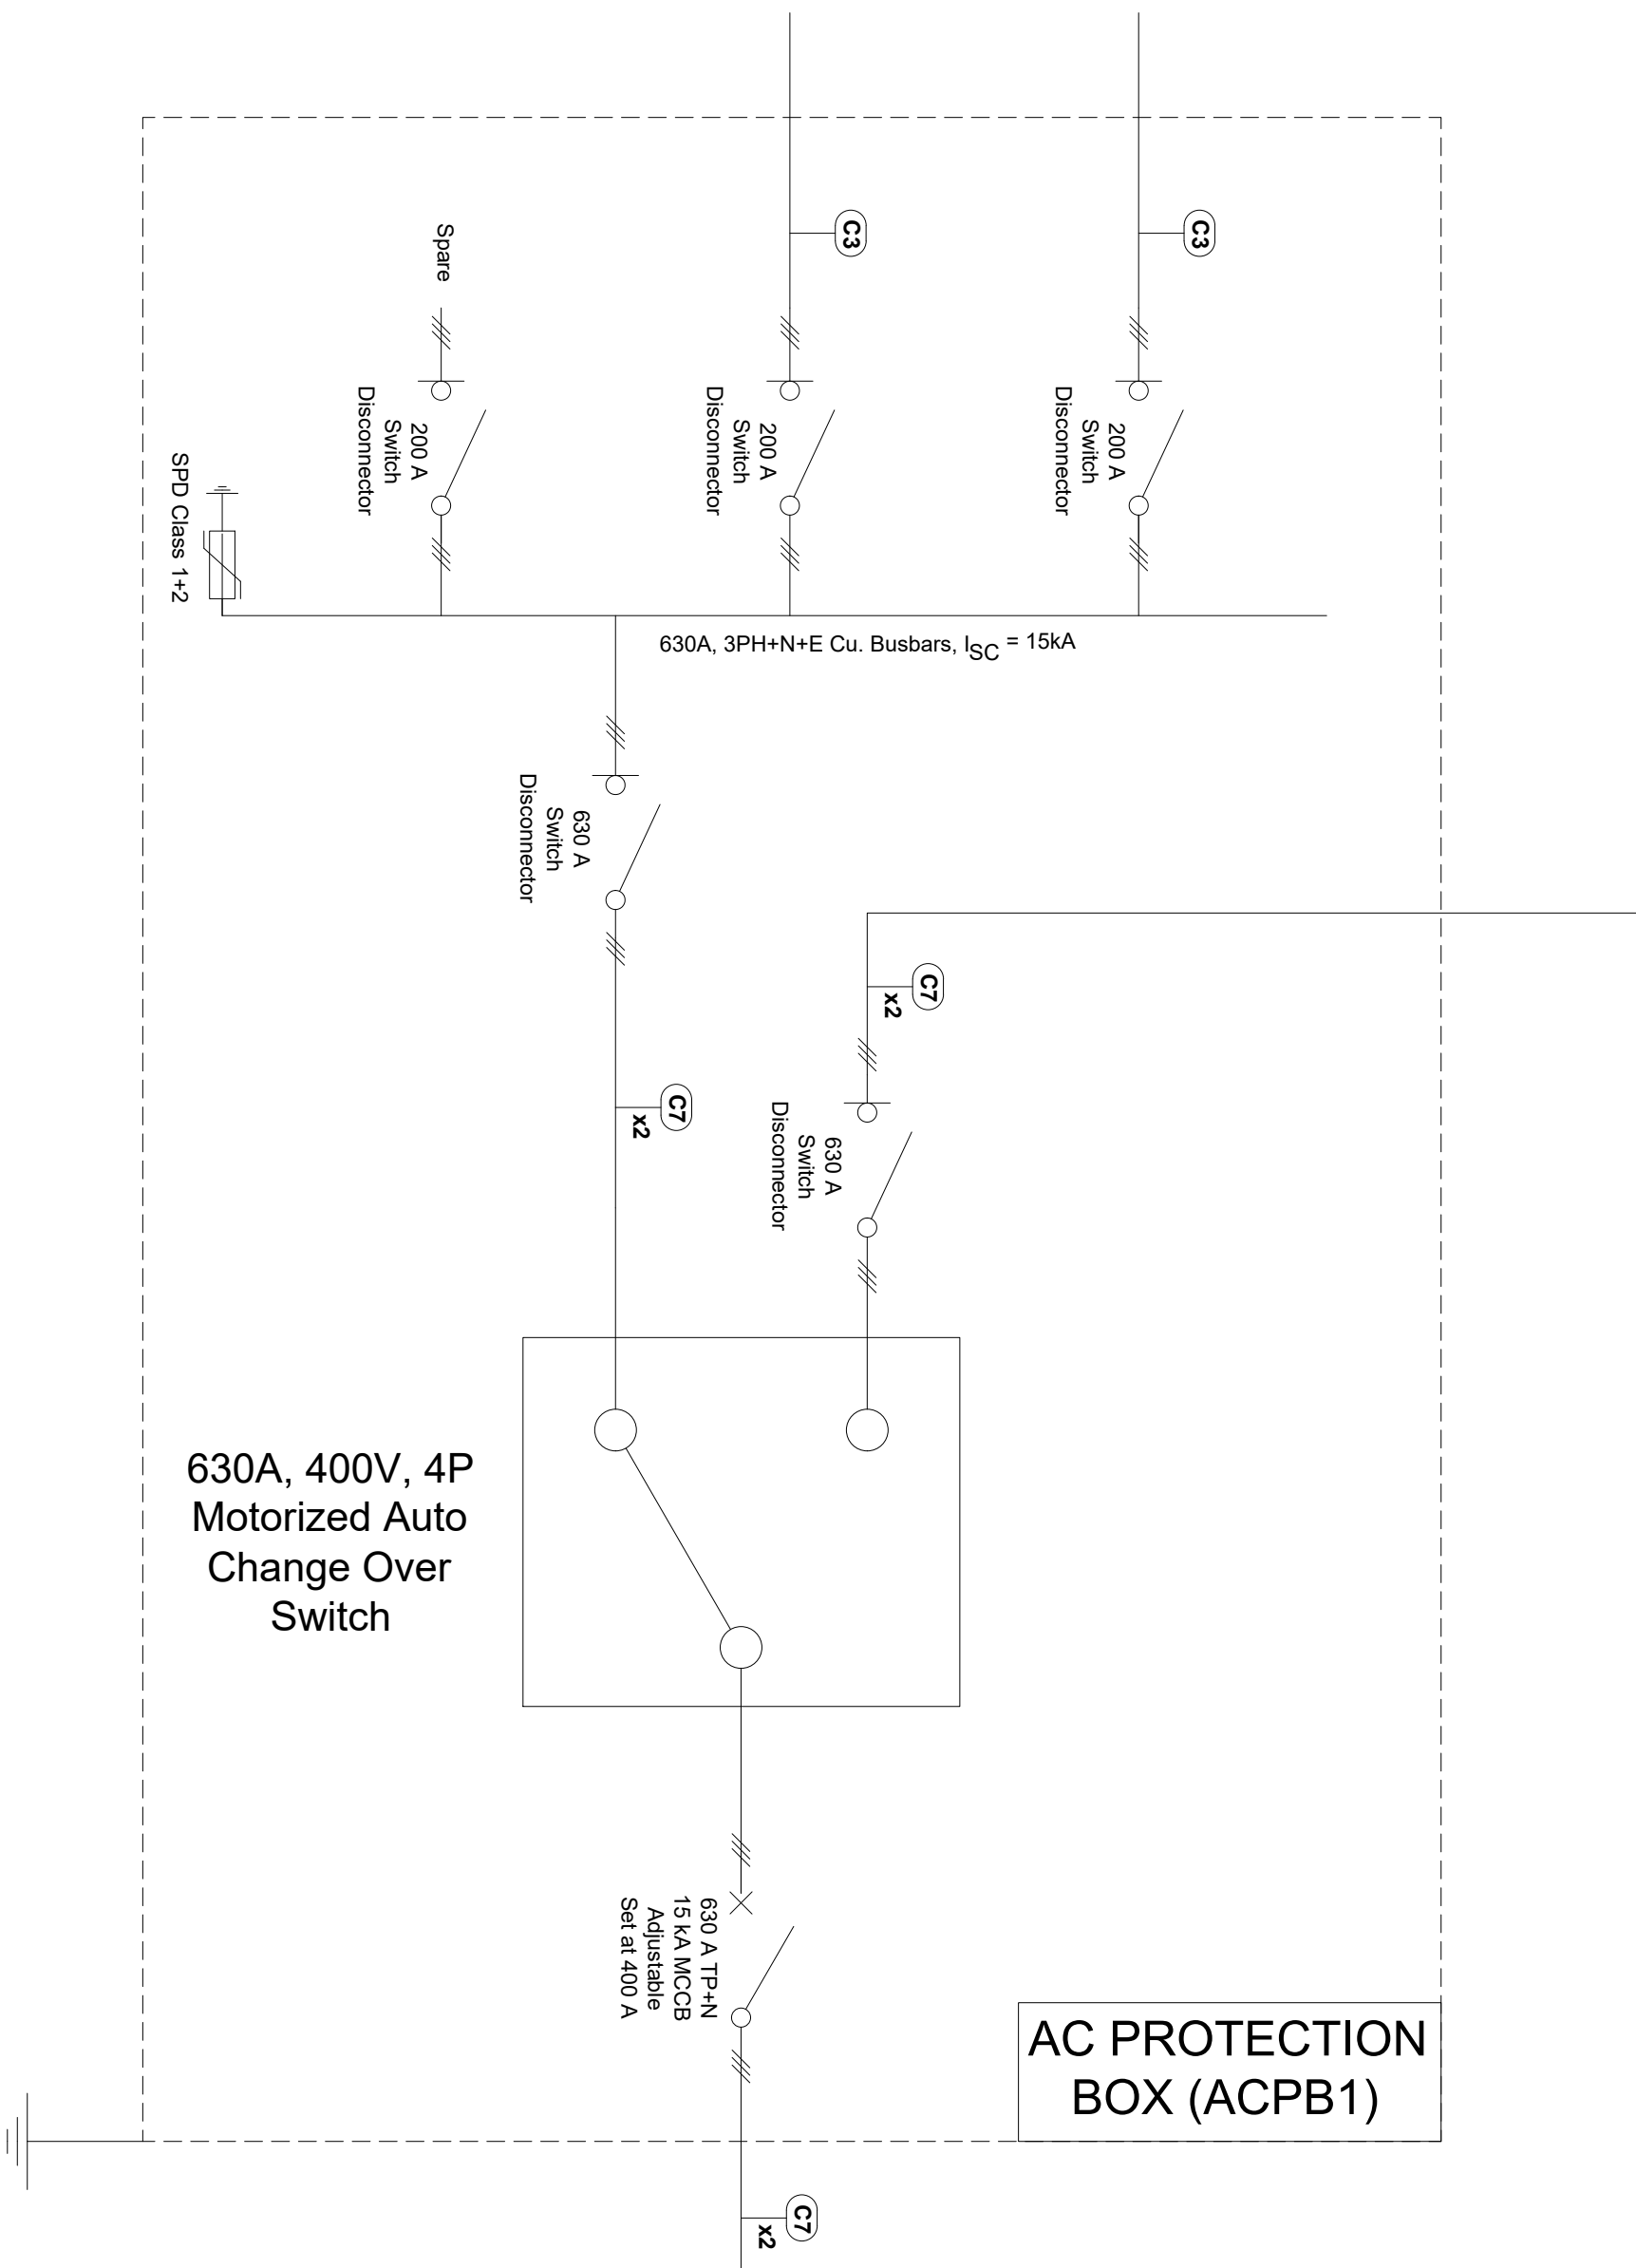 C3
C3
Spare
200 A
Switch
Disconnector
200 A
Switch
Disconnector
200 A
Switch
Disconnector
SPD Class 1+2
630A, 3PH+N+E Cu. Busbars, ISC = 15kA
630 A
Switch
Disconnector
C7
x2
C7
x2
630 A
Switch
Disconnector
630A, 400V, 4P
Motorized Auto
Change Over
Switch
630 A TP+N
15 kA MCCB
Adjustable
Set at 400 A
AC PROTECTION
BOX (ACPB1)
C7
x2